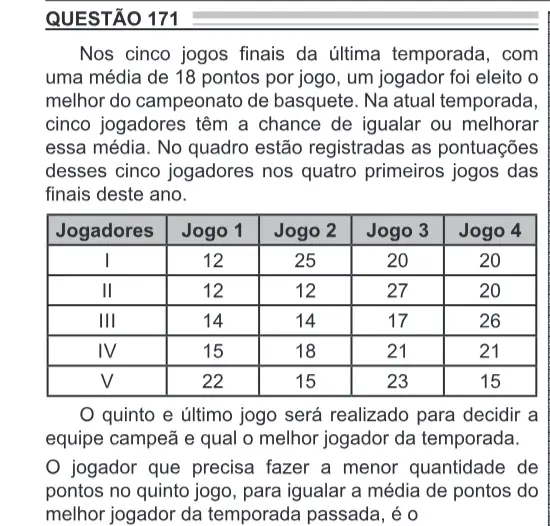 QUESTÃO 171
Nos cinco jogos finais da última temporada, com
uma média de 18 pontos por jogo, um jogador foi eleito o
melhor do campeonato de basquete. Na atual temporada,
cinco jogadores têm a chance de igualar ou melhorar
essa média. No quadro estão registradas as pontuações
desses cinco jogadores nos quatro primeiros jogos das
finais deste ano.
Jogadores Jogo 1 Jogo 2 Jogo 3 Jogo 4
I 12 25 20 20
II 12 12 27 20
III 14 14 17 26
IV 15 18 21 21
V 22 15 23 15
O quinto e último jogo será realizado para decidir a
equipe campeã e qual o melhor jogador da temporada.
O jogador que precisa fazer a menor quantidade de
pontos no quinto jogo, para igualar a média de pontos do
melhor jogador da temporada passada, é o